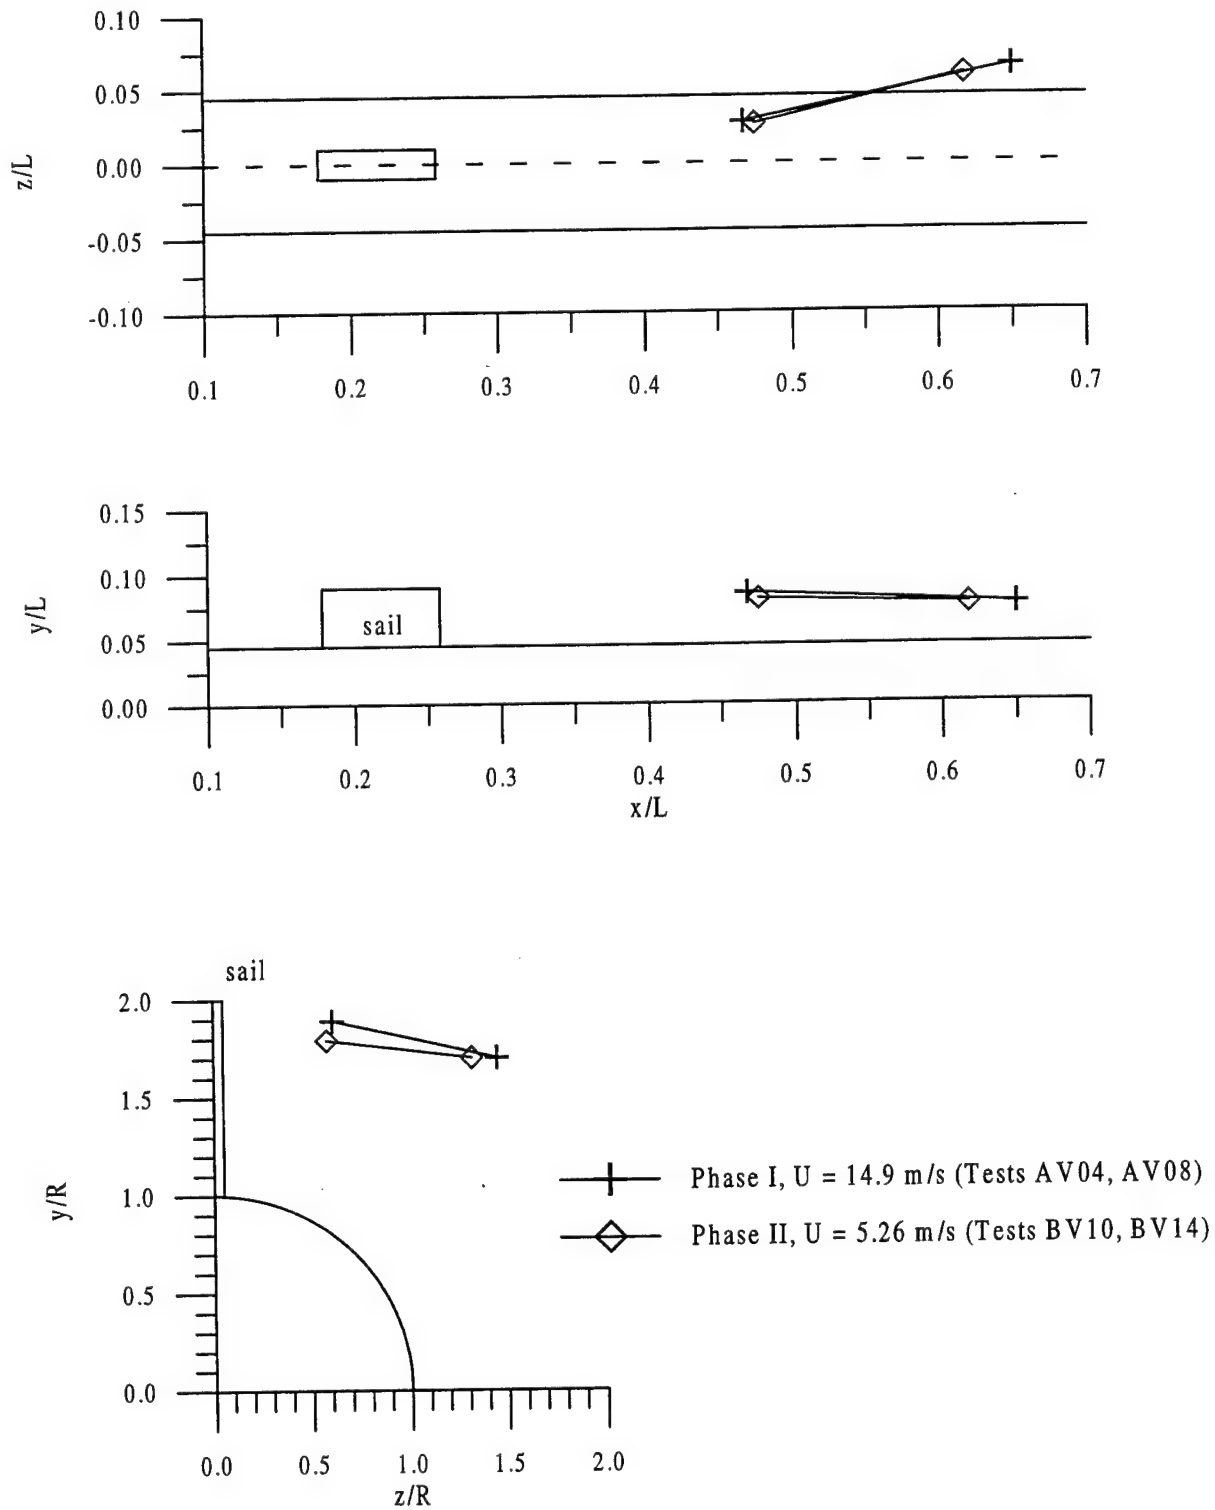 0.10
0.05
0.00
-0.05
-0.10
z/L
0.1 0.2 0.3 0.4 0.5 0.6 0.7
0.15
0.10
0.05
0.00
y/L
sail
0.1 0.2 0.3 0.4 0.5 0.6 0.7
x/L
sail
2.0
1.5
1.0
0.5
0.0
y/R
0.0 0.5 1.0 1.5 2.0
z/R
Phase I, U = 14.9 m/s (Tests AV04, AV08)
Phase II, U = 5.26 m/s (Tests BV10, BV14)